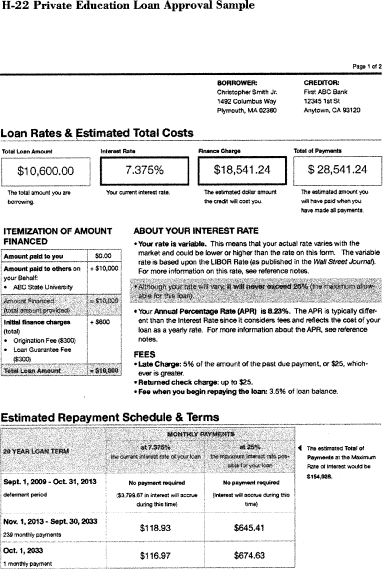 H-22 Private Education Loan Approval Sample
Page 1 of 2
BORROWER:
Christopher Smith Jr.
1492 Columbus Way
Plymouth, MA 02360
CREDITOR:
First ABC Bank
12345 1st St
Anytown, CA 93120
Loan Rates & Estimated Total Costs
Total Loan Amount
$10,600.00
The total amount you are
borrowing.
Interest Rate
7.375%
Your current interest rate.
Finance Charge
$18,541.24
The estimated dollar amount
the credit will cost you.
Total of Payments
$28,541.24
The estimated amount you
will have paid when you
have made all payments.
ITEMIZATION OF AMOUNT
FINANCED
Amount paid to you $0.00
Amount paid to others on + $10,000
your Behalf:
• ABC State University
Amount Financed = $10,000
(total amount provided)
Initial finance charges + $600
(total)
• Origination Fee ($300)
• Loan Guarantee Fee
($300)
Total Loan Amount = $10,600
ABOUT YOUR INTEREST RATE
• Your rate is variable. This means that your actual rate varies with the
market and could be lower or higher than the rate on this form. The variable
rate is based upon the LIBOR Rate (as published in the Wall Street Journal).
For more information on this rate, see reference notes.
• Although your rate will vary, it will never exceed 25% (the maximum allow-
able for this loan).
• Your Annual Percentage Rate (APR) is 8.23%. The APR is typically differ-
ent than the Interest Rate since it considers fees and reflects the cost of your
loan as a yearly rate. For more information about the APR, see reference
notes.
FEES
• Late Charge: 5% of the amount of the past due payment, or $25, which-
ever is greater.
• Returned check charge: up to $25.
• Fee when you begin repaying the loan: 3.5% of loan balance.
Estimated Repayment Schedule & Terms
MONTHLY PAYMENTS
20 YEAR LOAN TERM
at 7.375%
the current interest rate of your loan
at 25%
the maximum interest rate pos-
sible for your loan
Sept. 1, 2009 - Oct. 31, 2013
deferment period
No payment required
($3,799.67 in interest will accrue
during this time)
No payment required
(interest will accrue during this
time)
Nov. 1, 2013 - Sept. 30, 2033
239 monthly payments
$118.93
$645.41
Oct. 1, 2033
1 monthly payment
$116.97
$674.63
The estimated Total of
Payments at the Maximum
Rate of Interest would be
$154,928.